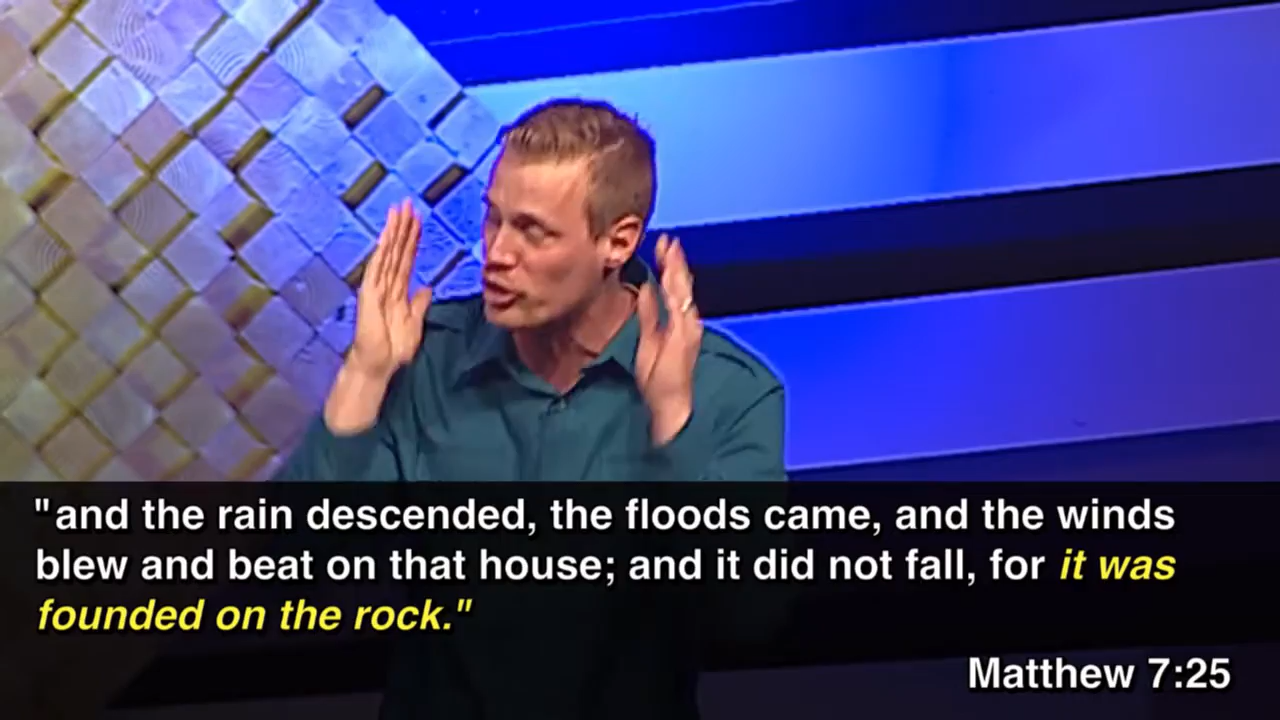 "and the rain descended, the floods came, and the winds
blew and beat on that house; and it did not fall, for it was
founded on the rock."
Matthew 7:25